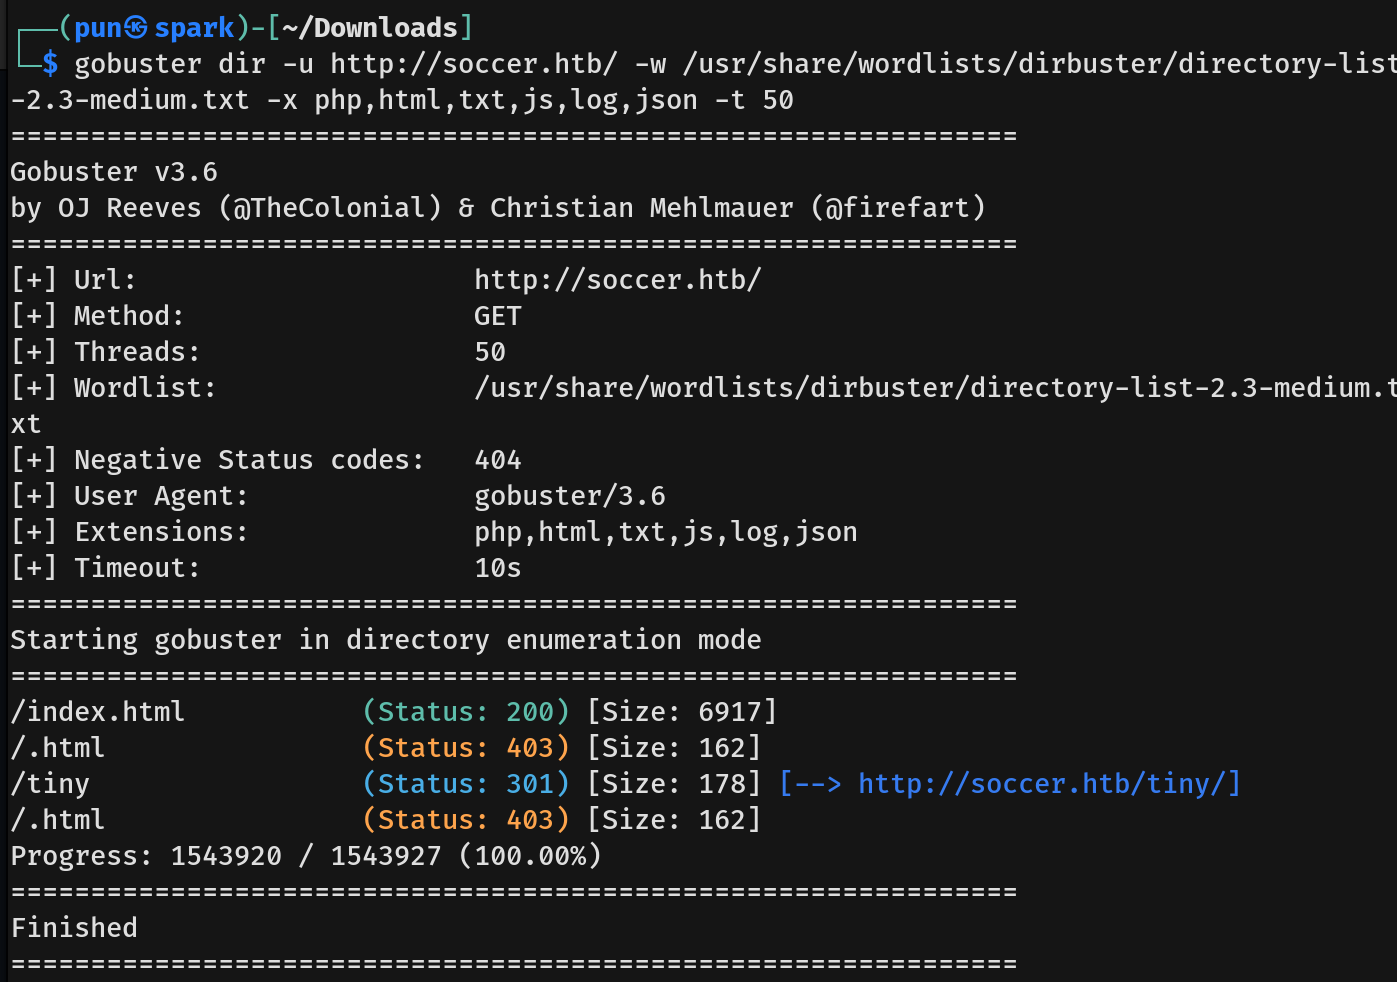 (pun㉿spark)-[~/Downloads]
$ gobuster dir -u http://soccer.htb/ -w /usr/share/wordlists/dirbuster/directory-list
-2.3-medium.txt -x php,html,txt,js,log,json -t 50
===============================================================
Gobuster v3.6
by OJ Reeves (@TheColonial) & Christian Mehlmauer (@firefart)
===============================================================
[+] Url:                     http://soccer.htb/
[+] Method:                  GET
[+] Threads:                 50
[+] Wordlist:                /usr/share/wordlists/dirbuster/directory-list-2.3-medium.t
xt
[+] Negative Status codes:   404
[+] User Agent:              gobuster/3.6
[+] Extensions:              php,html,txt,js,log,json
[+] Timeout:                 10s
===============================================================
Starting gobuster in directory enumeration mode
===============================================================
/index.html           (Status: 200) [Size: 6917]
/.html                (Status: 403) [Size: 162]
/tiny                 (Status: 301) [Size: 178] [--> http://soccer.htb/tiny/]
/.html                (Status: 403) [Size: 162]
Progress: 1543920 / 1543927 (100.00%)
===============================================================
Finished
===============================================================